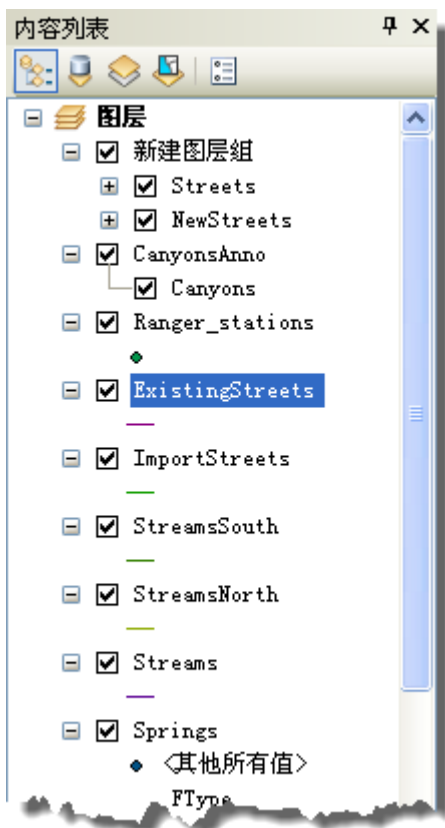 内容列表
图层
新建图层组
Streets
NewStreets
CanyonsAnno
Canyons
Ranger_stations
ExistingStreets
ImportStreets
StreamsSouth
StreamsNorth
Streams
Springs
<其他所有值>
FType